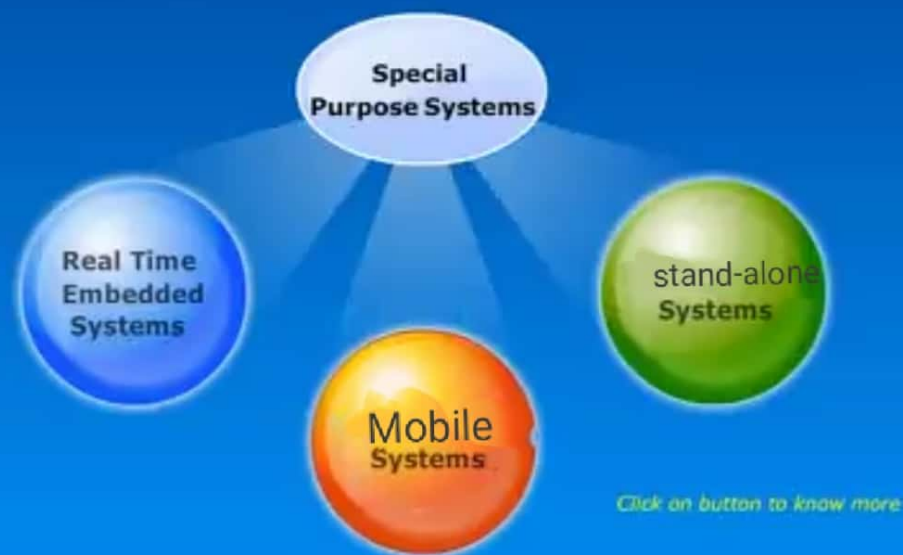 Special
Purpose Systems
Real Time
Embedded
Systems
Mobile
Systems
stand-alone
Systems
Click on button to know more